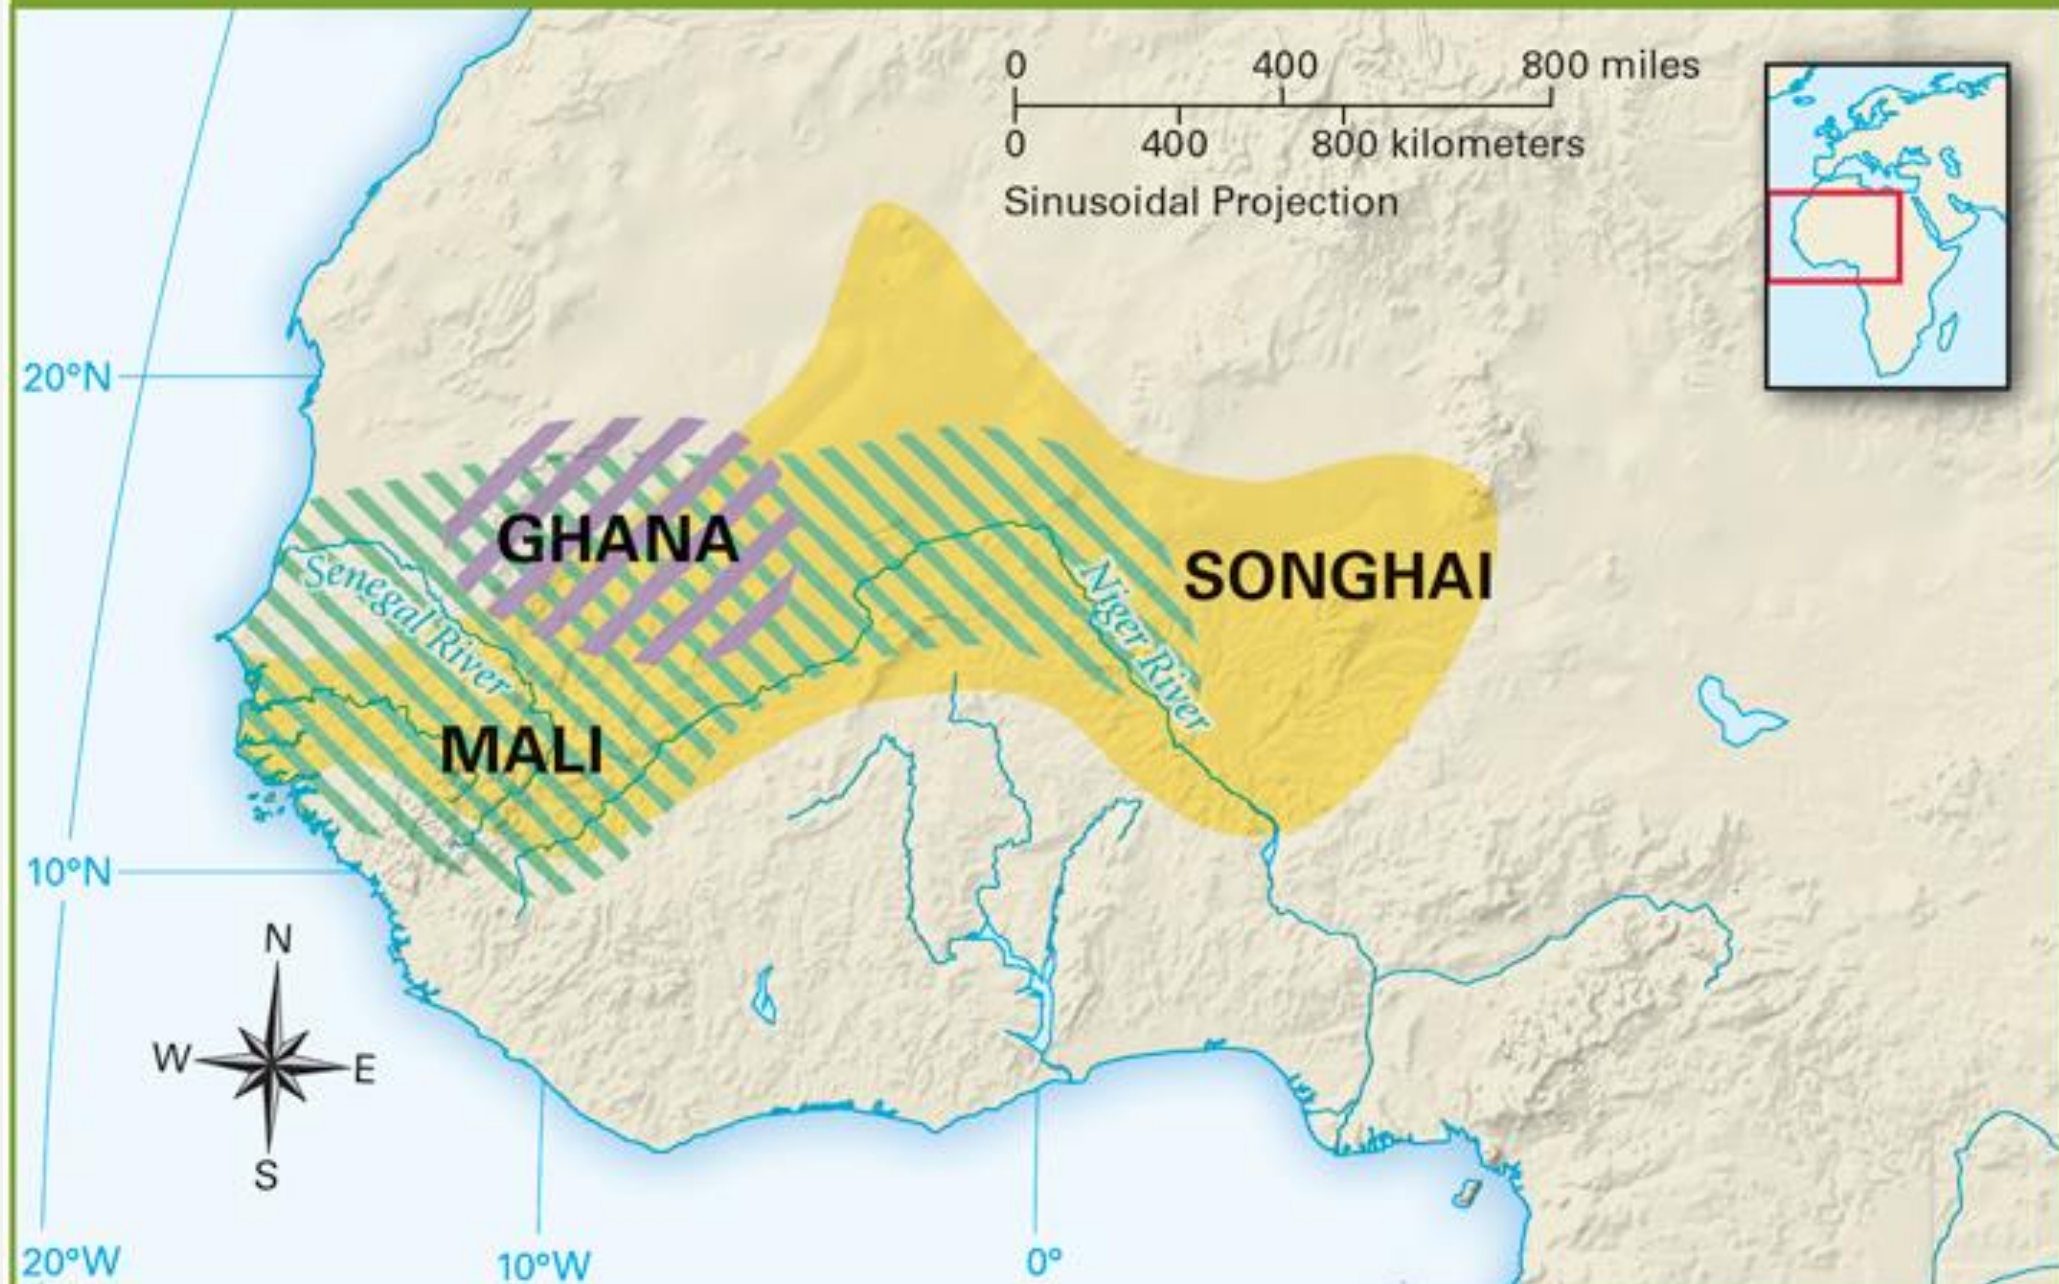 0 400 800 miles
0 400 800 kilometers
Sinusoidal Projection
20°N
GHANA
SONGHAI
Senegal River
Niger River
MALI
10°N
N
W E
S
20°W 10°W 0°